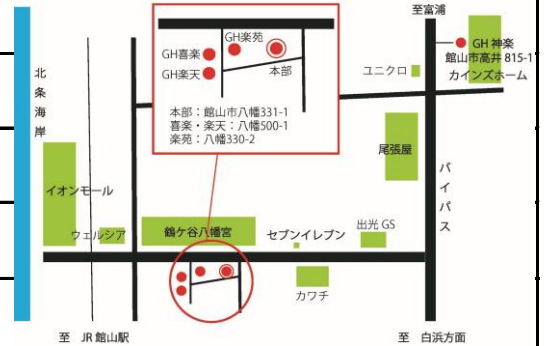 至富浦
GH楽苑
GH喜楽
GH楽天
本部
本部：館山市八幡331-1
喜楽・楽天：八幡500-1
楽苑：八幡330-2
GH 神楽
館山市高井 815-1
カインズホーム
ユニクロ
北条海岸
尾張屋
バイパス
イオンモール
ウェルシア
鶴ケ谷八幡宮
セブンイレブン
出光 GS
カワチ
至 JR 館山駅
至 白浜方面